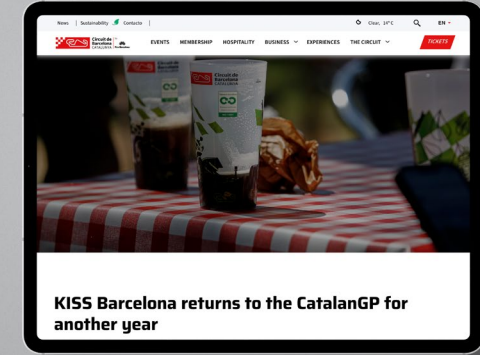 News | Sustainability Contacto |
Clear, 14°C EN
Circuit de
Barcelona
CATALUNYA
EVENTS MEMBERSHIP HOSPITALITY BUSINESS EXPERIENCES THE CIRCUIT TICKETS
Circuit de
Barcelona
CATALUNYA
KISS Barcelona returns to the CatalanGP for
another year